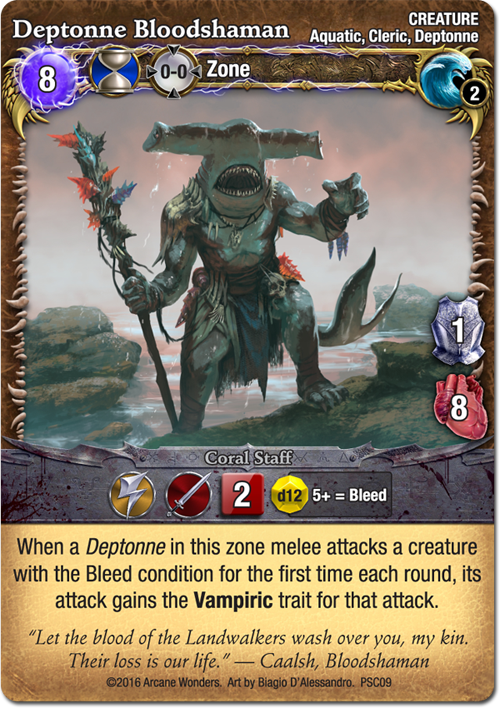 Deptonne Bloodshaman
CREATURE
Aquatic, Cleric, Deptonne
8
0-0
Zone
2
1
8
Coral Staff
2
d12
5+ = Bleed
When a Deptonne in this zone melee attacks a creature
with the Bleed condition for the first time each round, its
attack gains the Vampiric trait for that attack.
“Let the blood of the Landwalkers wash over you, my kin.
Their loss is our life.” — Caalsh, Bloodshaman
©2016 Arcane Wonders. Art by Biagio D'Alessandro. PSC09